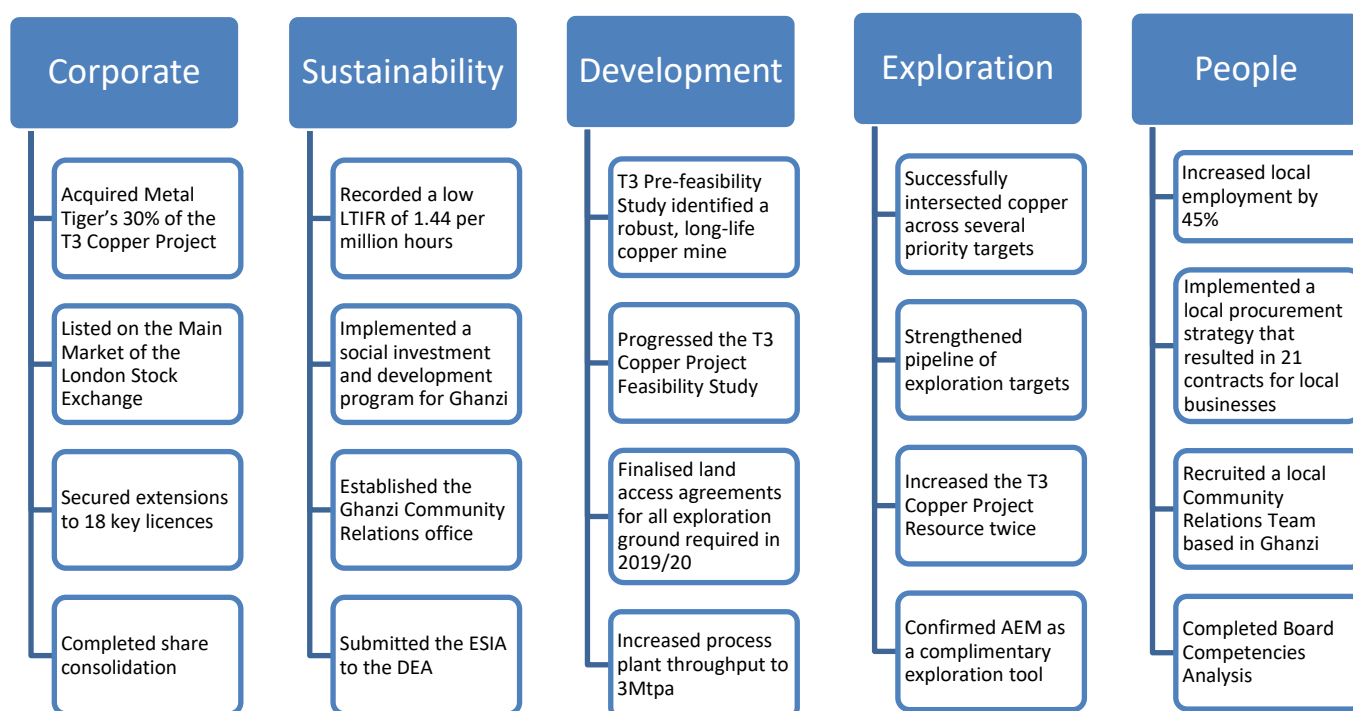 Corporate
Acquired Metal
Tiger’s 30% of the
T3 Copper Project
Listed on the Main
Market of the
London Stock
Exchange
Secured extensions
to 18 key licences
Completed share
consolidation
Sustainability
Recorded a low
LTIFR of 1.44 per
million hours
Implemented a
social investment
and development
program for Ghanzi
Established the
Ghanzi Community
Relations office
Submitted the ESIA
to the DEA
Development
T3 Pre-feasibility
Study identified a
robust, long-life
copper mine
Progressed the T3
Copper Project
Feasibility Study
Finalised land
access agreements
for all exploration
ground required in
2019/20
Increased process
plant throughput to
3Mtpa
Exploration
Successfully
intersected copper
across several
priority targets
Strengthened
pipeline of
exploration targets
Increased the T3
Copper Project
Resource twice
Confirmed AEM as
a complimentary
exploration tool
People
Increased local
employment by
45%
Implemented a
local procurement
strategy that
resulted in 21
contracts for local
businesses
Recruited a local
Community
Relations Team
based in Ghanzi
Completed Board
Competencies
Analysis